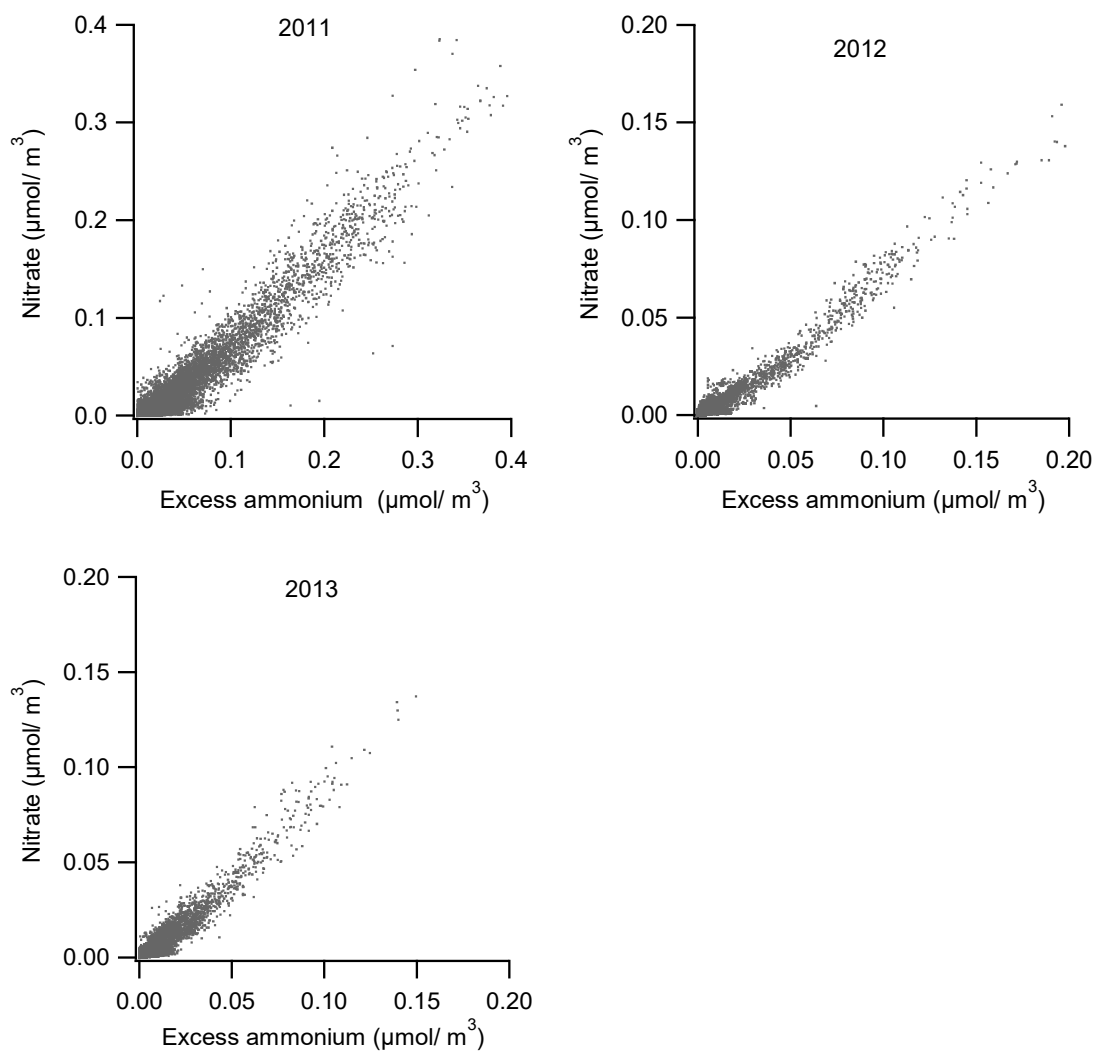 2011
0.4
0.3
0.2
0.1
0.0
Nitrate (µmol/ m³)
0.0 0.1 0.2 0.3 0.4
Excess ammonium (µmol/ m³)
2012
0.20
0.15
0.10
0.05
0.00
Nitrate (µmol/ m³)
0.00 0.05 0.10 0.15 0.20
Excess ammonium (µmol/ m³)
2013
0.20
0.15
0.10
0.05
0.00
Nitrate (µmol/ m³)
0.00 0.05 0.10 0.15 0.20
Excess ammonium (µmol/ m³)